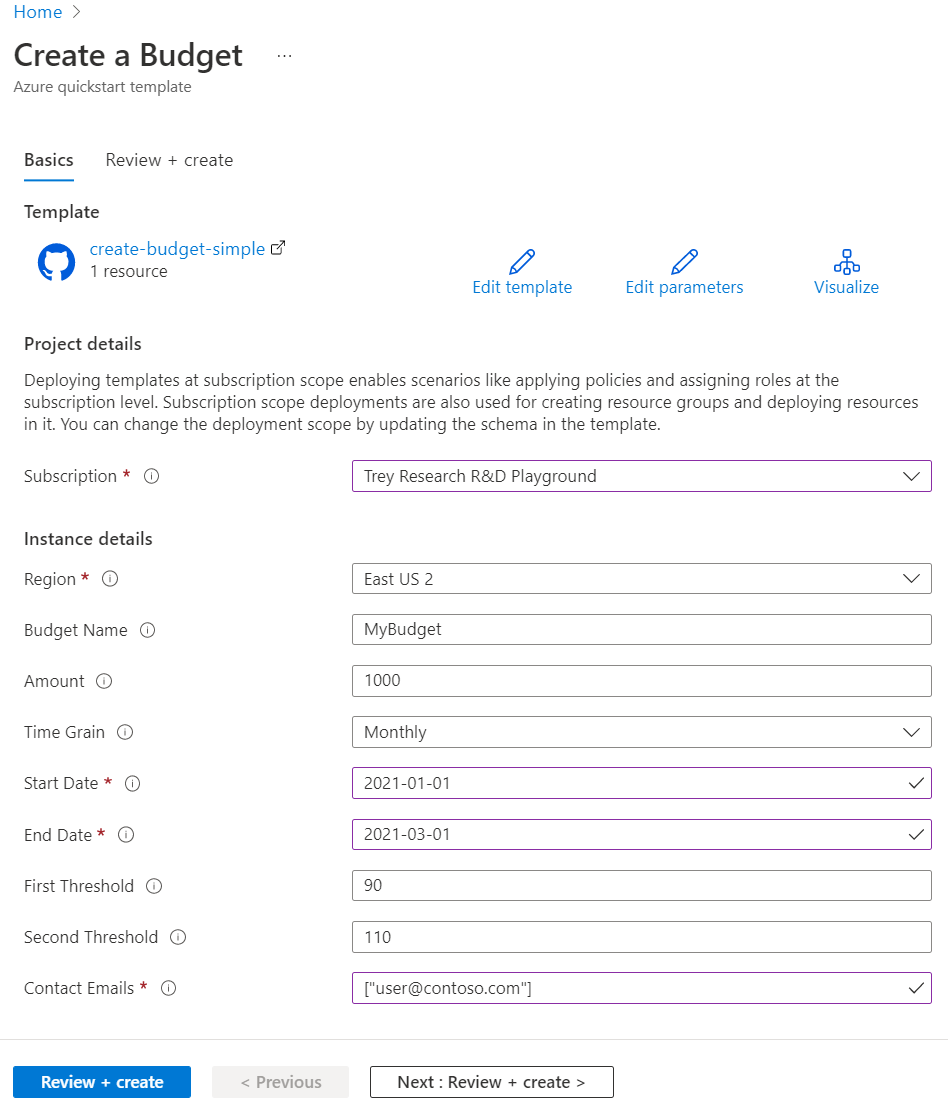 Home >
Create a Budget ...
Azure quickstart template
Basics Review + create
Template
create-budget-simple
1 resource
Edit template Edit parameters Visualize
Project details
Deploying templates at subscription scope enables scenarios like applying policies and assigning roles at the
subscription level. Subscription scope deployments are also used for creating resource groups and deploying resources
in it. You can change the deployment scope by updating the schema in the template.
Subscription * Trey Research R&D Playground
Instance details
Region * East US 2
Budget Name MyBudget
Amount 1000
Time Grain Monthly
Start Date * 2021-01-01
End Date * 2021-03-01
First Threshold 90
Second Threshold 110
Contact Emails * ["user@contoso.com"]
Review + create < Previous Next : Review + create >